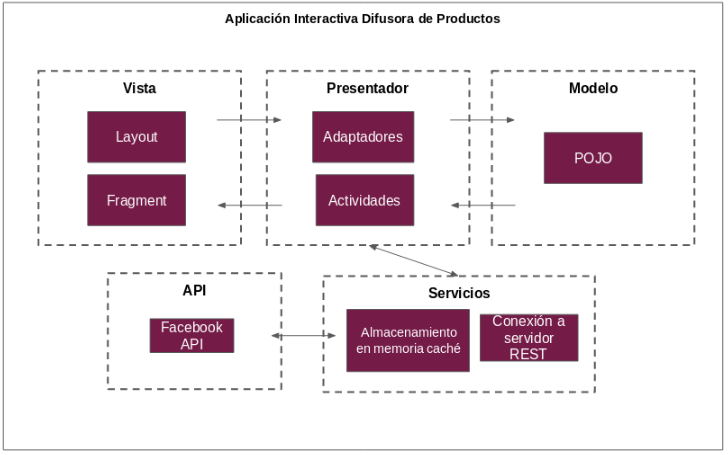 Aplicación Interactiva Difusora de Productos
Vista
Layout
Fragment
Presentador
Adaptadores
Actividades
Modelo
POJO
API
Facebook
API
Servicios
Almacenamiento
en memoria caché
Conexión a
servidor
REST